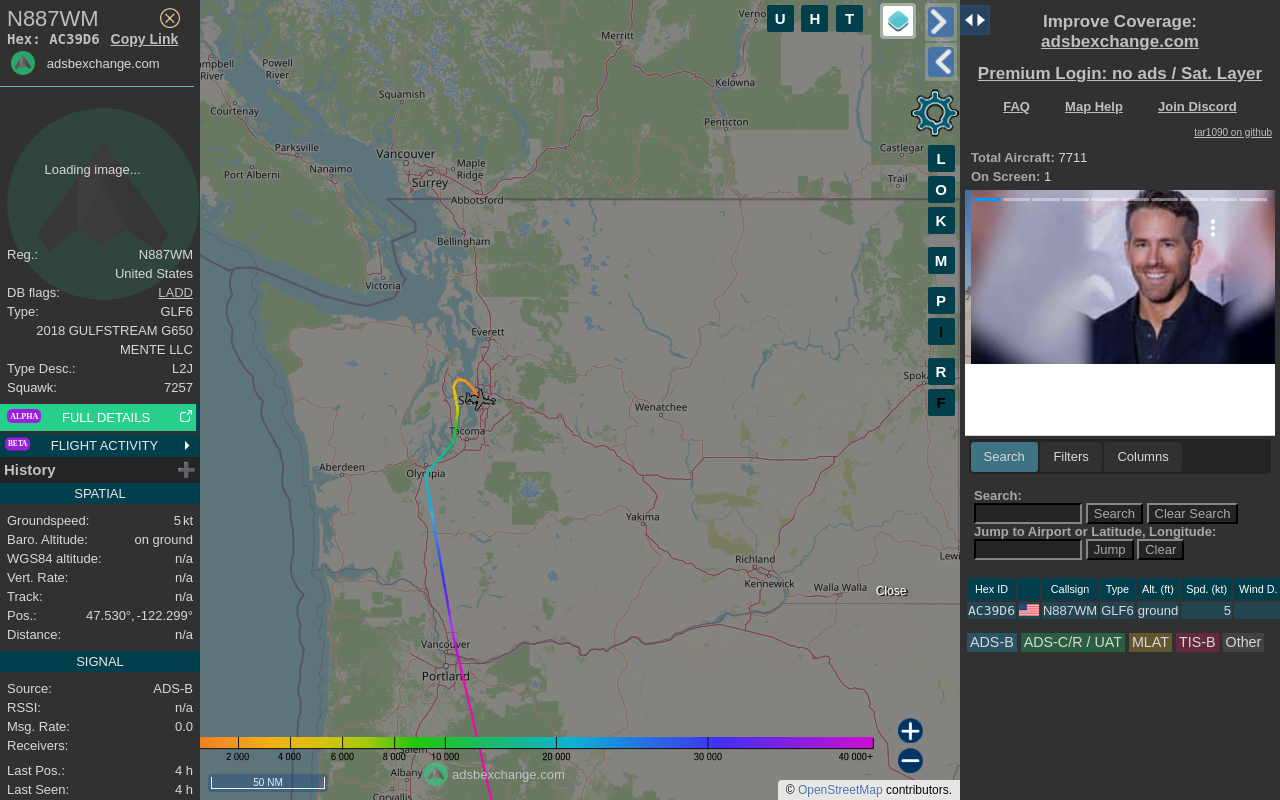 N887WM
Hex: AC39D6 Copy Link
adsbexchange.com
Loading image...
Reg.: N887WM
United States
DB flags: LADD
Type: GLF6
2018 GULFSTREAM G650
MENTE LLC
Type Desc.: L2J
Squawk: 7257
ALPHA FULL DETAILS
BETA FLIGHT ACTIVITY
History
SPATIAL
Groundspeed: 5 kt
Baro. Altitude: on ground
WGS84 altitude: n/a
Vert. Rate: n/a
Track: n/a
Pos.: 47.530°, -122.299°
Distance: n/a
SIGNAL
Source: ADS-B
RSSI: n/a
Msg. Rate: 0.0
Receivers:
Last Pos.: 4 h
Last Seen: 4 h
U H T
L
O
K
M
P
I
R
F
Merritt
Powell
River
River
Squamish
Kelowna
Courtenay
Penticton
Parksville
Vancouver
Castlegar
Port Alberni
Nanaimo
Maple
Ridge
Surrey
Trail
Abbotsford
Bellingham
Victoria
Everett
Wenatchee
Tacoma
Aberdeen
Olympia
Yakima
Richland
Kennewick
Walla Walla
Close
Vancouver
Portland
Albany
Corvallis
2 000 4 000 6 000 8 000 10 000 20 000 30 000 40 000+
adsbexchange.com
50 NM
© OpenStreetMap contributors.
Improve Coverage:
adsbexchange.com
Premium Login: no ads / Sat. Layer
FAQ Map Help Join Discord
tar1090 on github
Total Aircraft: 7711
On Screen: 1
Search Filters Columns
Search:
Search Clear Search
Jump to Airport or Latitude, Longitude:
Jump Clear
Hex ID Callsign Type Alt. (ft) Spd. (kt) Wind D.
AC39D6 N887WM GLF6 ground 5
ADS-B ADS-C/R / UAT MLAT TIS-B Other